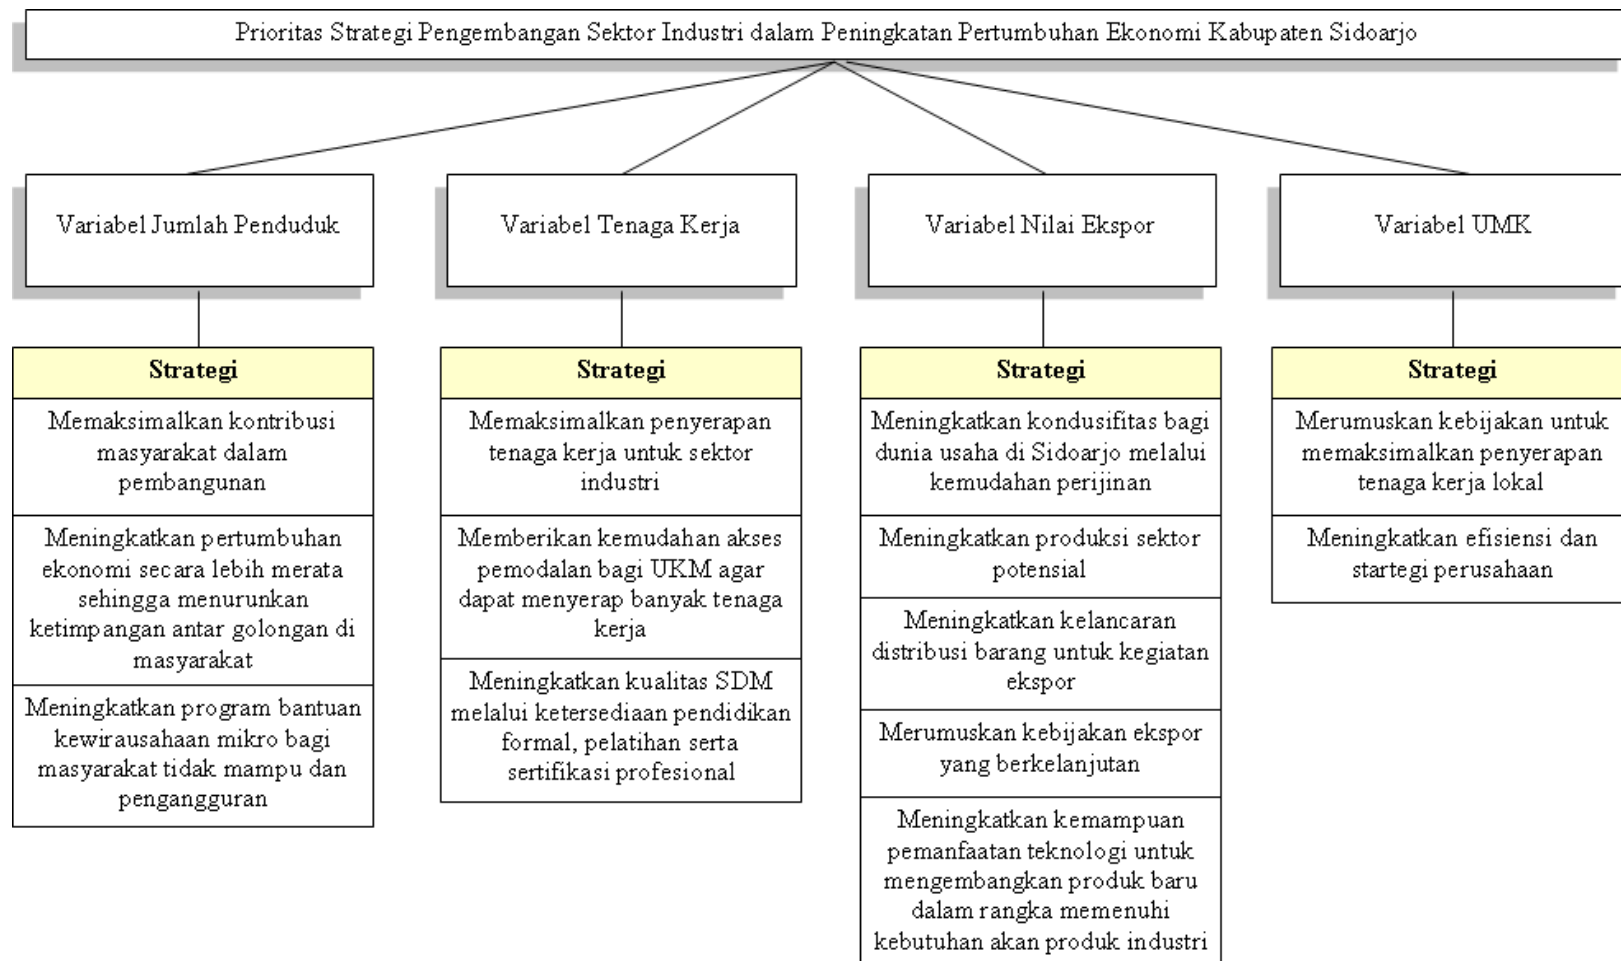 Prioritas Strategi Pengembangan Sektor Industri dalam Peningkatan Pertumbuhan Ekonomi Kabupaten Sidoarjo
Variabel Jumlah Penduduk
Variabel Tenaga Kerja
Variabel Nilai Ekspor
Variabel UMK
Strategi
Memaksimalkan kontribusi
masyarakat dalam
pembangunan
Meningkatkan pertumbuhan
ekonomi secara lebih merata
sehingga menurunkan
ketimpangan antar golongan di
masyarakat
Meningkatkan program bantuan
kewirausahaan mikro bagi
masyarakat tidak mampu dan
pengangguran
Strategi
Memaksimalkan penyerapan
tenaga kerja untuk sektor
industri
Memberikan kemudahan akses
pemodalan bagi UKM agar
dapat menyerap banyak tenaga
kerja
Meningkatkan kualitas SDM
melalui ketersediaan pendidikan
formal, pelatihan serta
sertifikasi profesional
Strategi
Meningkatkan kondusifitas bagi
dunia usaha di Sidoarjo melalui
kemudahan perijinan
Meningkatkan produksi sektor
potensial
Meningkatkan kelancaran
distribusi barang untuk kegiatan
ekspor
Merumuskan kebijakan ekspor
yang berkelanjutan
Meningkatkan kemampuan
pemanfaatan teknologi untuk
mengembangkan produk baru
dalam rangka memenuhi
kebutuhan akan produk industri
Strategi
Merumuskan kebijakan untuk
memaksimalkan penyerapan
tenaga kerja lokal
Meningkatkan efisiensi dan
startegi perusahaan